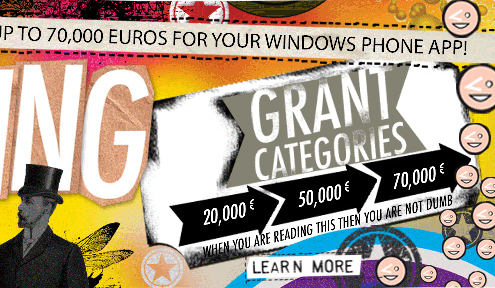 UP TO 70,000 EUROS FOR YOUR WINDOWS PHONE APP!
ING
GRANT
CATEGORIES
20,000 €
50,000 €
70,000 €
WHEN YOU ARE READING THIS THEN YOU ARE NOT DUMB
LEARN MORE